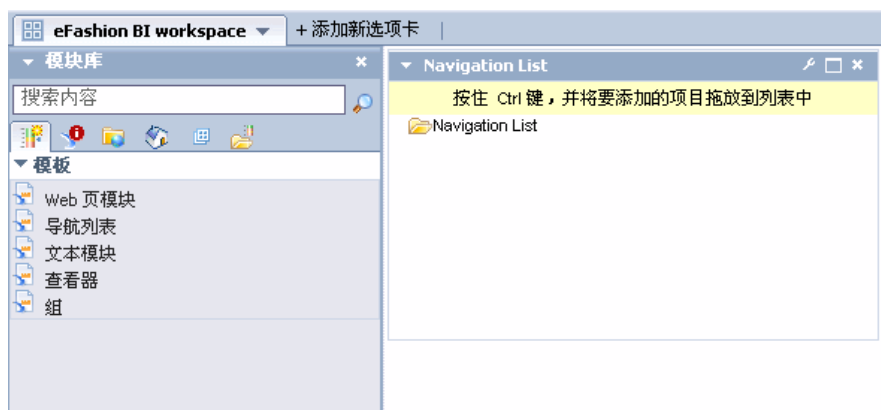 eFashion BI workspace
+ 添加新选项卡
模块库
搜索内容
模板
Web 页模块
导航列表
文本模块
查看器
组
Navigation List
按住 Ctrl 键，并将要添加的项目拖放到列表中
Navigation List